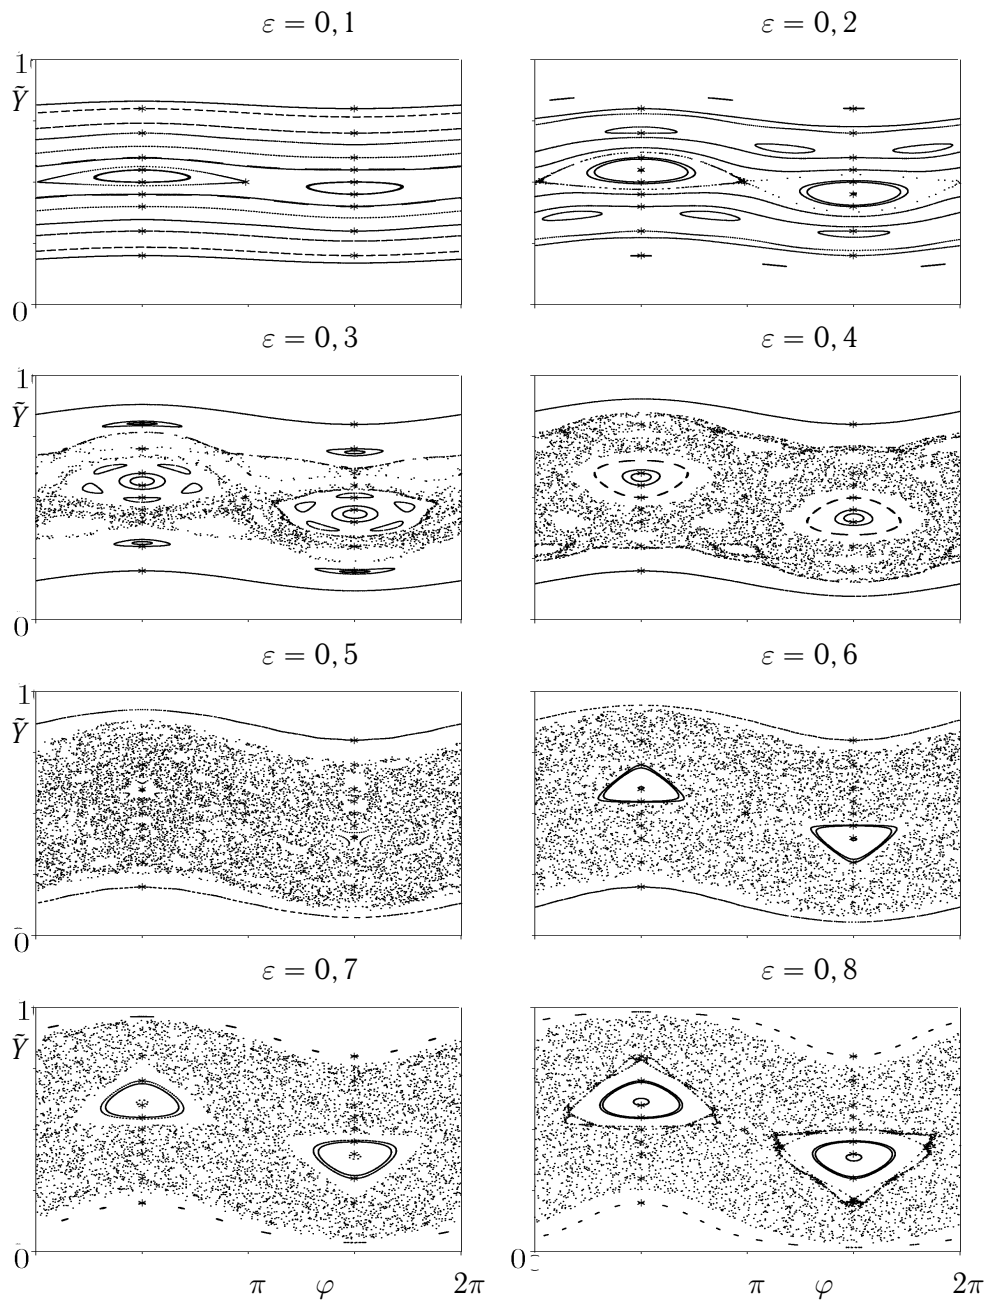 ε = 0,1 ε = 0,2
1
Ỹ
0
ε = 0,3 ε = 0,4
1
Ỹ
0
ε = 0,5 ε = 0,6
1
Ỹ
0
ε = 0,7 ε = 0,8
1
Ỹ
0 0
π φ 2π π φ 2π